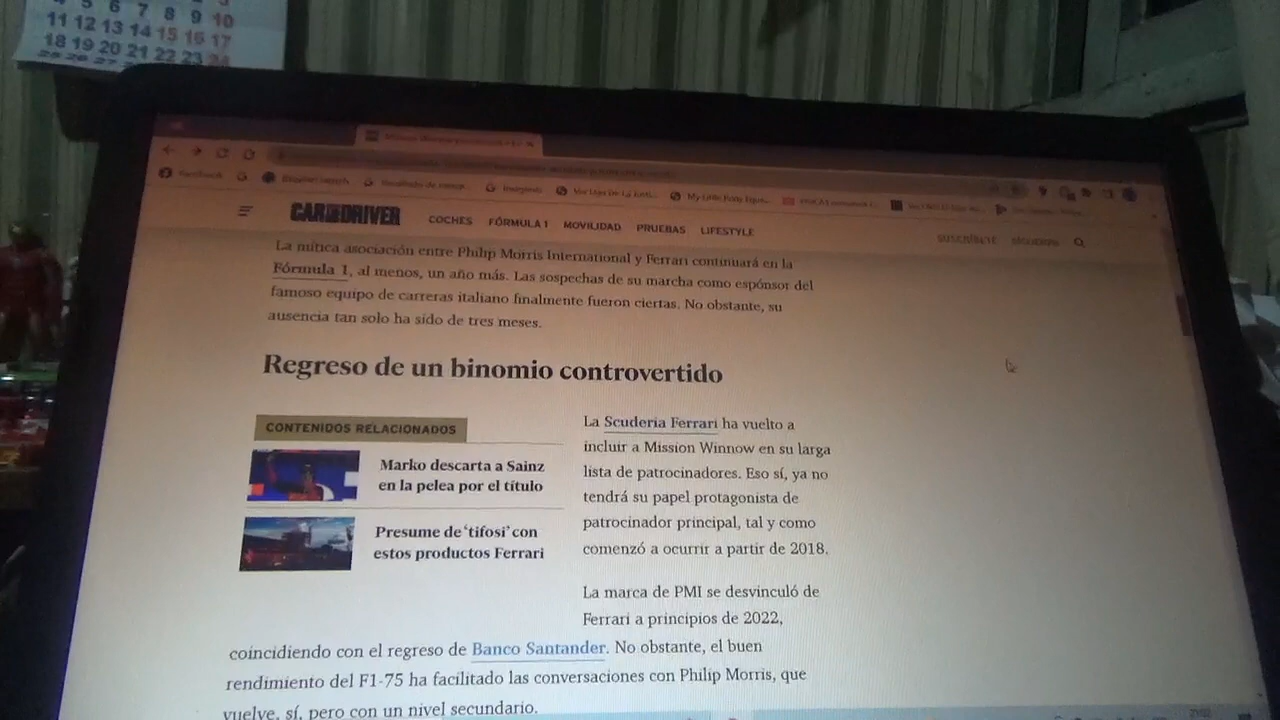 5 6 7 8 9
11 12 13 14 15 16 17
18 19 20 21 22 23 24
Facebook
CAR AND DRIVER
COCHES FÓRMULA 1 MOVILIDAD PRUEBAS LIFESTYLE
SUSCRÍBETE
La mítica asociación entre Philip Morris International y Ferrari continuará en la
Fórmula 1, al menos, un año más. Las sospechas de su marcha como espónsor del
famoso equipo de carreras italiano finalmente fueron ciertas. No obstante, su
ausencia tan solo ha sido de tres meses.
Regreso de un binomio controvertido
CONTENIDOS RELACIONADOS
Marko descarta a Sainz
en la pelea por el título
Presume de 'tifosi' con
estos productos Ferrari
La Scuderia Ferrari ha vuelto a
incluir a Mission Winnow en su larga
lista de patrocinadores. Eso sí, ya no
tendrá su papel protagonista de
patrocinador principal, tal y como
comenzó a ocurrir a partir de 2018.
La marca de PMI se desvinculó de
Ferrari a principios de 2022,
coincidiendo con el regreso de Banco Santander. No obstante, el buen
rendimiento del F1-75 ha facilitado las conversaciones con Philip Morris, que
vuelve, sí, pero con un nivel secundario.